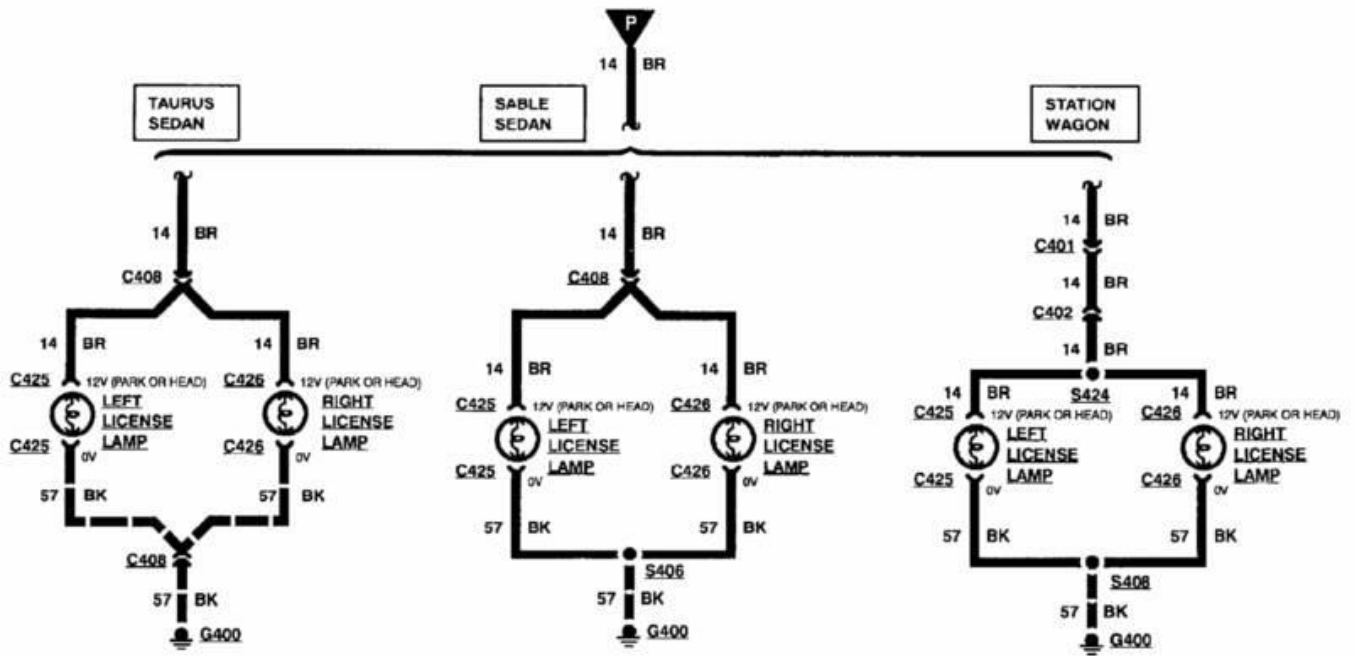 P
14 BR
TAURUS
SEDAN
SABLE
SEDAN
STATION
WAGON
14 BR
C408
14 BR
14 BR
C425
12V (PARK OR HEAD)
LEFT
LICENSE
LAMP
C425
0V
57 BK
C426
12V (PARK OR HEAD)
RIGHT
LICENSE
LAMP
C426
0V
57 BK
C408
57 BK
G400
14 BR
C408
14 BR
14 BR
C425
12V (PARK OR HEAD)
LEFT
LICENSE
LAMP
C425
0V
57 BK
C426
12V (PARK OR HEAD)
RIGHT
LICENSE
LAMP
C426
0V
57 BK
S406
57 BK
G400
14 BR
C401
14 BR
C402
14 BR
S424
14 BR
14 BR
C425
12V (PARK OR HEAD)
LEFT
LICENSE
LAMP
C425
0V
57 BK
C426
12V (PARK OR HEAD)
RIGHT
LICENSE
LAMP
C426
0V
57 BK
S408
57 BK
G400